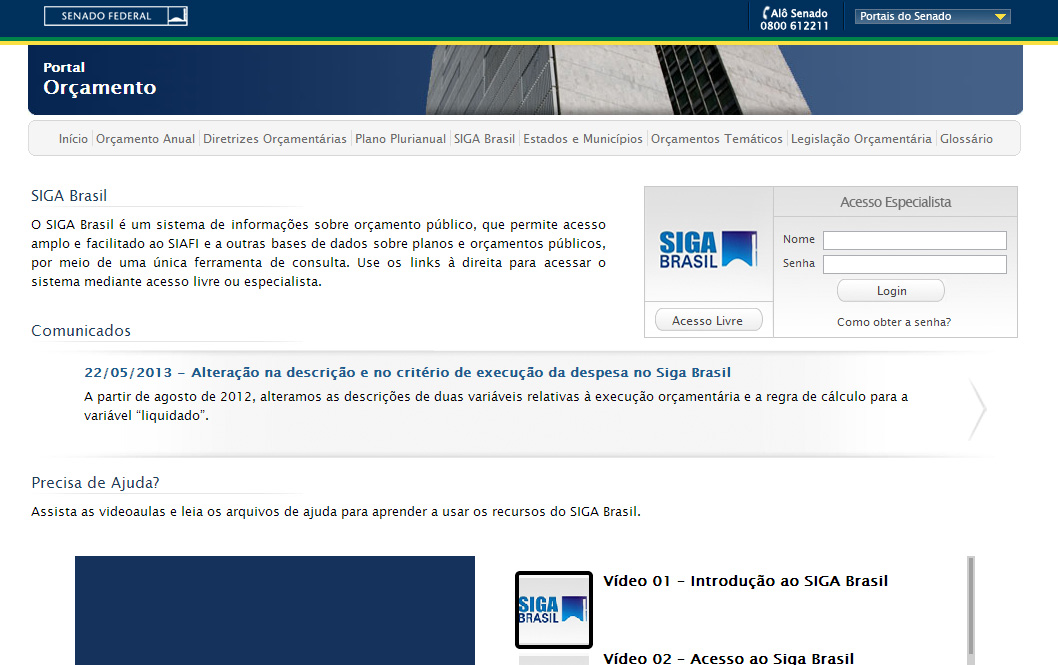 SENADO FEDERAL
Alô Senado
0800 612211
Portais do Senado
Portal
Orçamento
Início Orçamento Anual Diretrizes Orçamentárias Plano Plurianual SIGA Brasil Estados e Municípios Orçamentos Temáticos Legislação Orçamentária Glossário
SIGA Brasil
O SIGA Brasil é um sistema de informações sobre orçamento público, que permite acesso
amplo e facilitado ao SIAFI e a outras bases de dados sobre planos e orçamentos públicos,
por meio de uma única ferramenta de consulta. Use os links à direita para acessar o
sistema mediante acesso livre ou especialista.
SIGA
BRASIL
Acesso Livre
Acesso Especialista
Nome
Senha
Login
Como obter a senha?
Comunicados
22/05/2013 - Alteração na descrição e no critério de execução da despesa no Siga Brasil
A partir de agosto de 2012, alteramos as descrições de duas variáveis relativas à execução orçamentária e a regra de cálculo para a
variável “liquidado”.
Precisa de Ajuda?
Assista as videoaulas e leia os arquivos de ajuda para aprender a usar os recursos do SIGA Brasil.
SIGA
BRASIL
Vídeo 01 - Introdução ao SIGA Brasil
Vídeo 02 - Acesso ao Siga Brasil